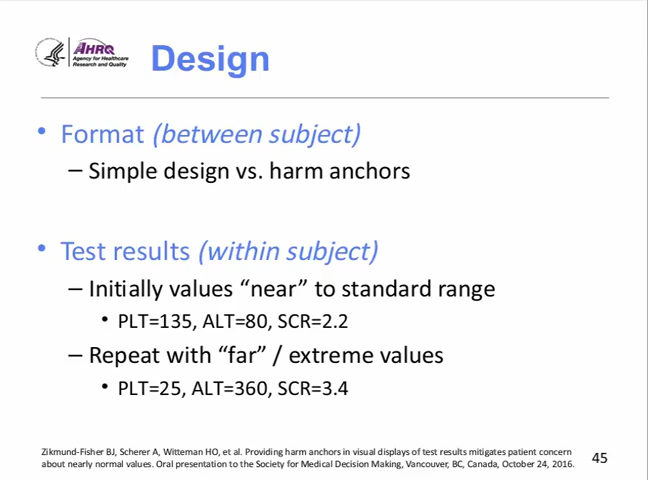 AHRQ
Agency for Healthcare
Research and Quality
Design
• Format (between subject)
– Simple design vs. harm anchors
• Test results (within subject)
– Initially values “near” to standard range
• PLT=135, ALT=80, SCR=2.2
– Repeat with “far” / extreme values
• PLT=25, ALT=360, SCR=3.4
Zikmund-Fisher BJ, Scherer A, Witteman HO, et al. Providing harm anchors in visual displays of test results mitigates patient concern
about nearly normal values. Oral presentation to the Society for Medical Decision Making, Vancouver, BC, Canada, October 24, 2016.
45